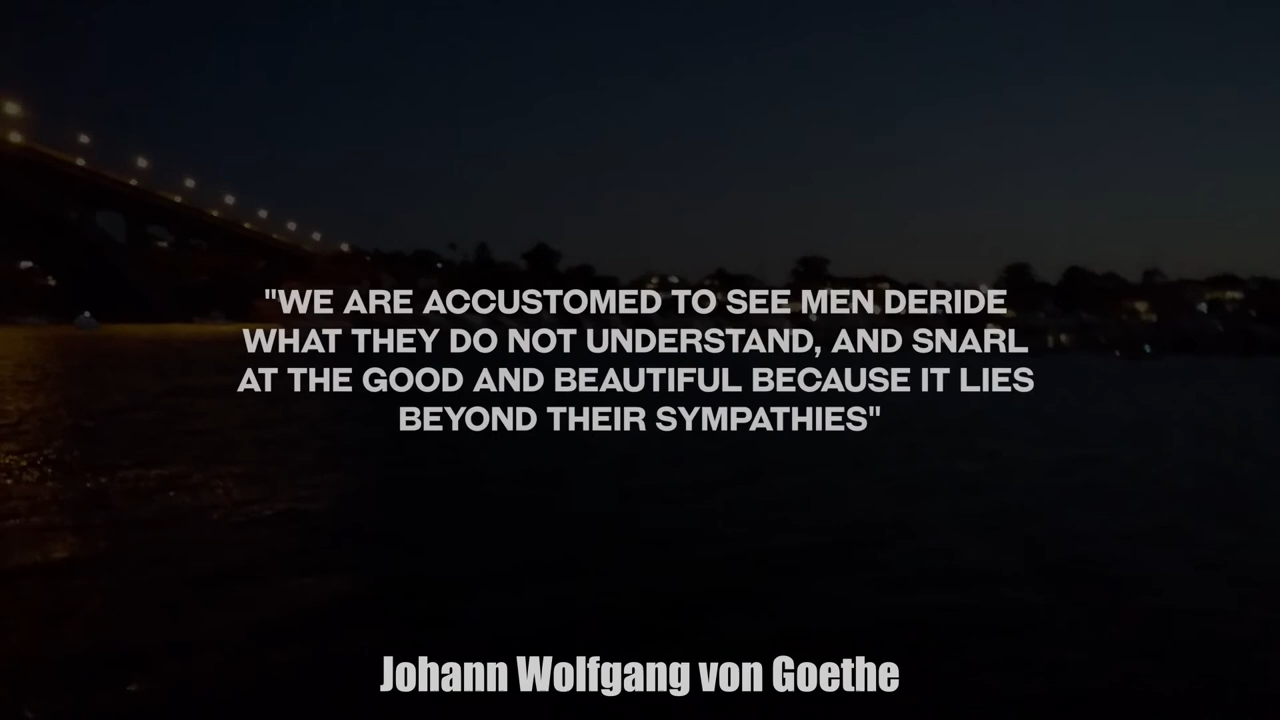 "WE ARE ACCUSTOMED TO SEE MEN DERIDE
WHAT THEY DO NOT UNDERSTAND, AND SNARL
AT THE GOOD AND BEAUTIFUL BECAUSE IT LIES
BEYOND THEIR SYMPATHIES"
Johann Wolfgang von Goethe